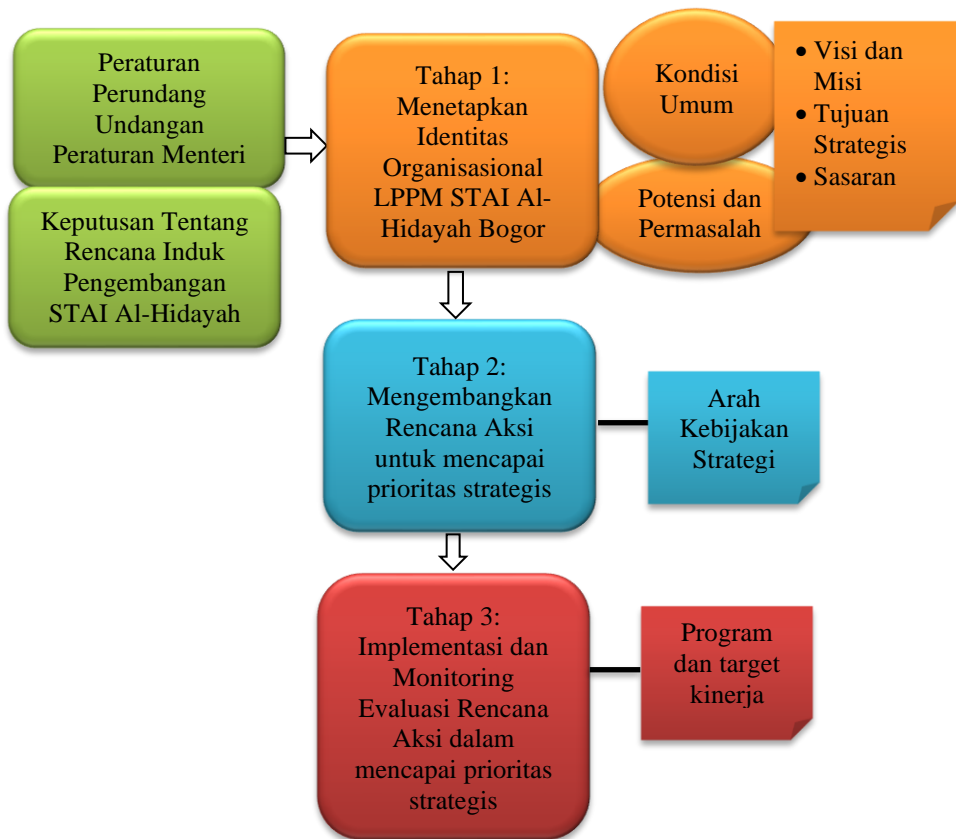 Peraturan
Perundang
Undangan
Peraturan Menteri
Keputusan Tentang
Rencana Induk
Pengembangan
STAI Al-Hidayah
Tahap 1:
Menetapkan
Identitas
Organisasional
LPPM STAI Al-
Hidayah Bogor
Kondisi
Umum
Potensi dan
Permasalah
• Visi dan
Misi
• Tujuan
Strategis
• Sasaran
Tahap 2:
Mengembangkan
Rencana Aksi
untuk mencapai
prioritas strategis
Arah
Kebijakan
Strategi
Tahap 3:
Implementasi dan
Monitoring
Evaluasi Rencana
Aksi dalam
mencapai prioritas
strategis
Program
dan target
kinerja